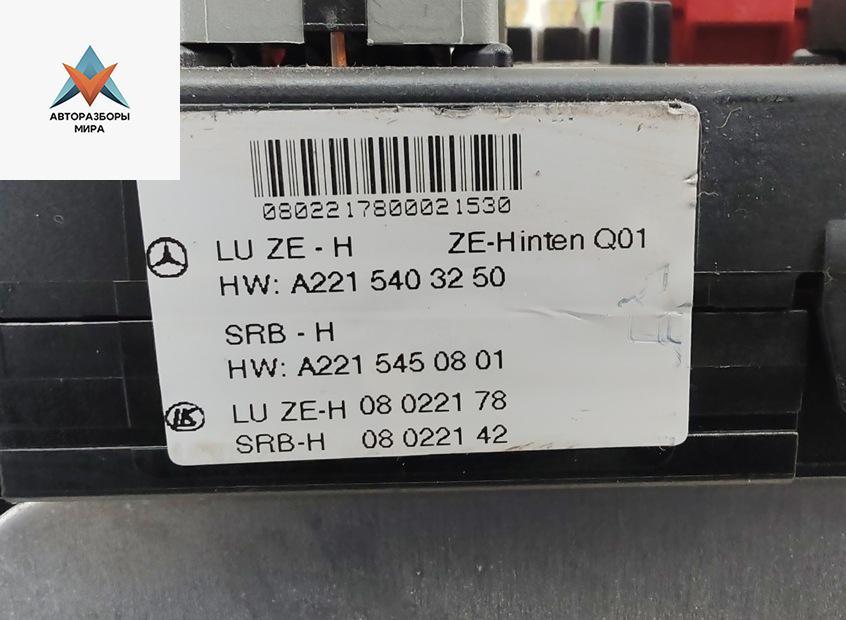 АВТОРАЗБОРЫ
МИРА
0802217800021530
LU ZE - H ZE-Hinten Q01
HW: A221 540 32 50
SRB - H
HW: A221 545 08 01
LK LU ZE-H 08 0221 78
SRB-H 08 0221 42